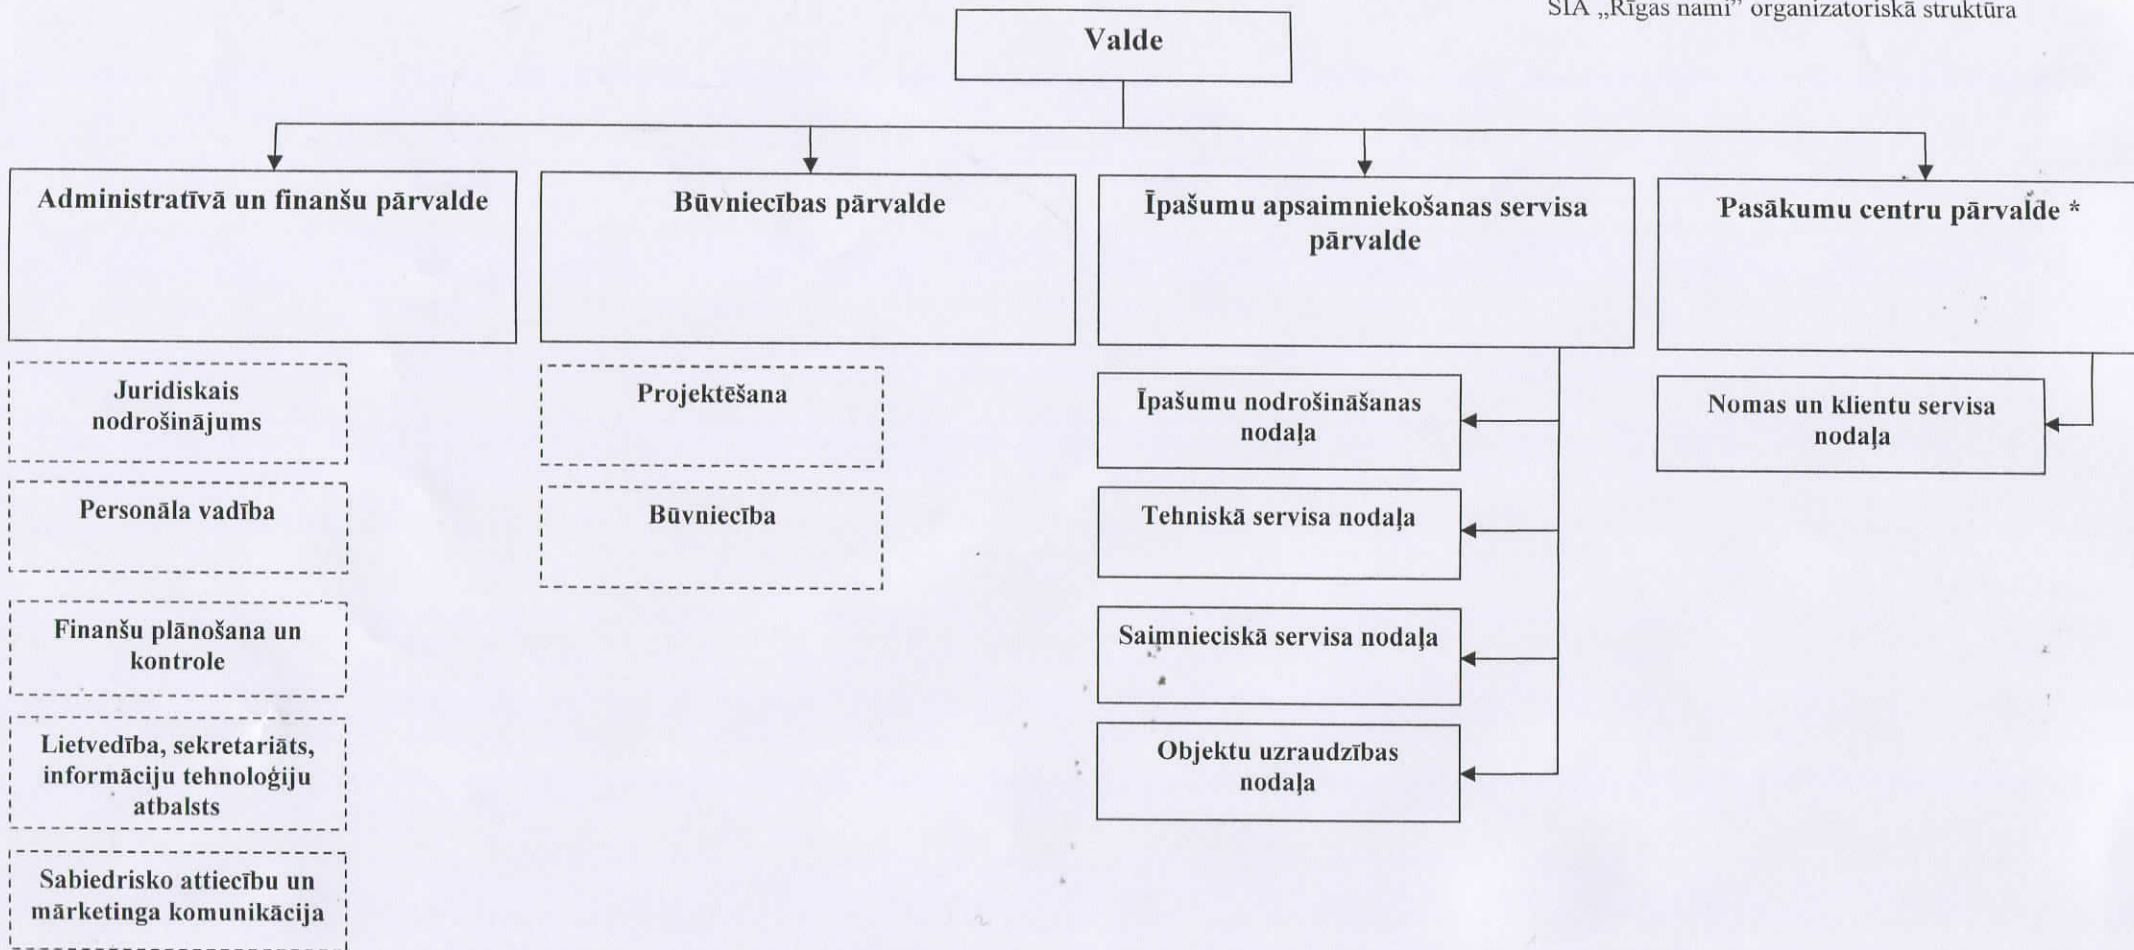 SIA „Rīgas nami” organizatoriskā struktūra
Valde
Administratīvā un finanšu pārvalde
Būvniecības pārvalde
Īpašumu apsaimniekošanas servisa
pārvalde
Pasākumu centru pārvalde *
Juridiskais
nodrošinājums
Personāla vadība
Finanšu plānošana un
kontrole
Lietvedība, sekretariāts,
informāciju tehnoloģiju
atbalsts
Sabiedrisko attiecību un
mārketinga komunikācija
Projektēšana
Būvniecība
Īpašumu nodrošināšanas
nodaļa
Tehniskā servisa nodaļa
Saimnieciskā servisa nodaļa
Objektu uzraudzības
nodaļa
Nomas un klientu servisa
nodaļa